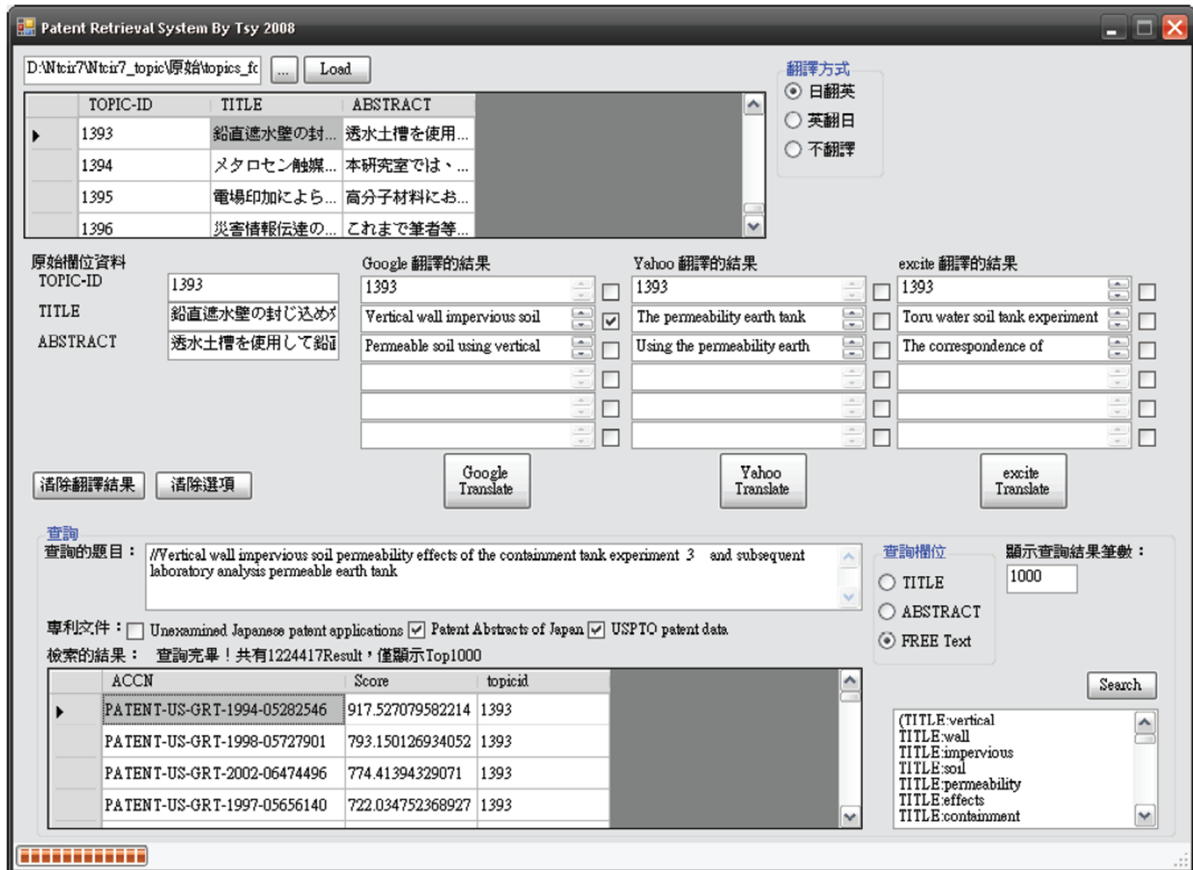 Patent Retrieval System By Tsy 2008
D:\Ntcir7\Ntcir7_topic\原始\topics_fc
...
Load
翻譯方式
日翻英
英翻日
不翻譯
TOPIC-ID TITLE ABSTRACT
1393 鉛直遮水壁の封... 透水土槽を使用...
1394 メタロセン触媒... 本研究室では、...
1395 電場印加によら... 高分子材料にお...
1396 災害情報伝達の... これまで筆者等...
原始欄位資料
TOPIC-ID 1393
TITLE 鉛直遮水壁の封じ込め
ABSTRACT 透水土槽を使用して鉛
Google 翻譯的結果
1393
Vertical wall impervious soil
Permeable soil using vertical
Yahoo 翻譯的結果
1393
The permeability earth tank
Using the permeability earth
excite 翻譯的結果
1393
Toru water soil tank experiment
The correspondence of
清除翻譯結果
清除選項
Google
Translate
Yahoo
Translate
excite
Translate
查詢
查詢的題目：
//Vertical wall impervious soil permeability effects of the containment tank experiment 3 and subsequent
laboratory analysis permeable earth tank
查詢欄位
TITLE
ABSTRACT
FREE Text
顯示查詢結果筆數：
1000
專利文件： Unexamined Japanese patent applications Patent Abstracts of Japan USPTO patent data
檢索的結果： 查詢完畢！共有1224417Result，僅顯示Top1000
Search
ACCN Score topicid
PATENT-US-GRT-1994-05282546 917.527079582214 1393
PATENT-US-GRT-1998-05727901 793.150126934052 1393
PATENT-US-GRT-2002-06474496 774.41394329071 1393
PATENT-US-GRT-1997-05656140 722.034752368927 1393
(TITLE:vertical
TITLE:wall
TITLE:impervious
TITLE:soil
TITLE:permeability
TITLE:effects
TITLE:containment